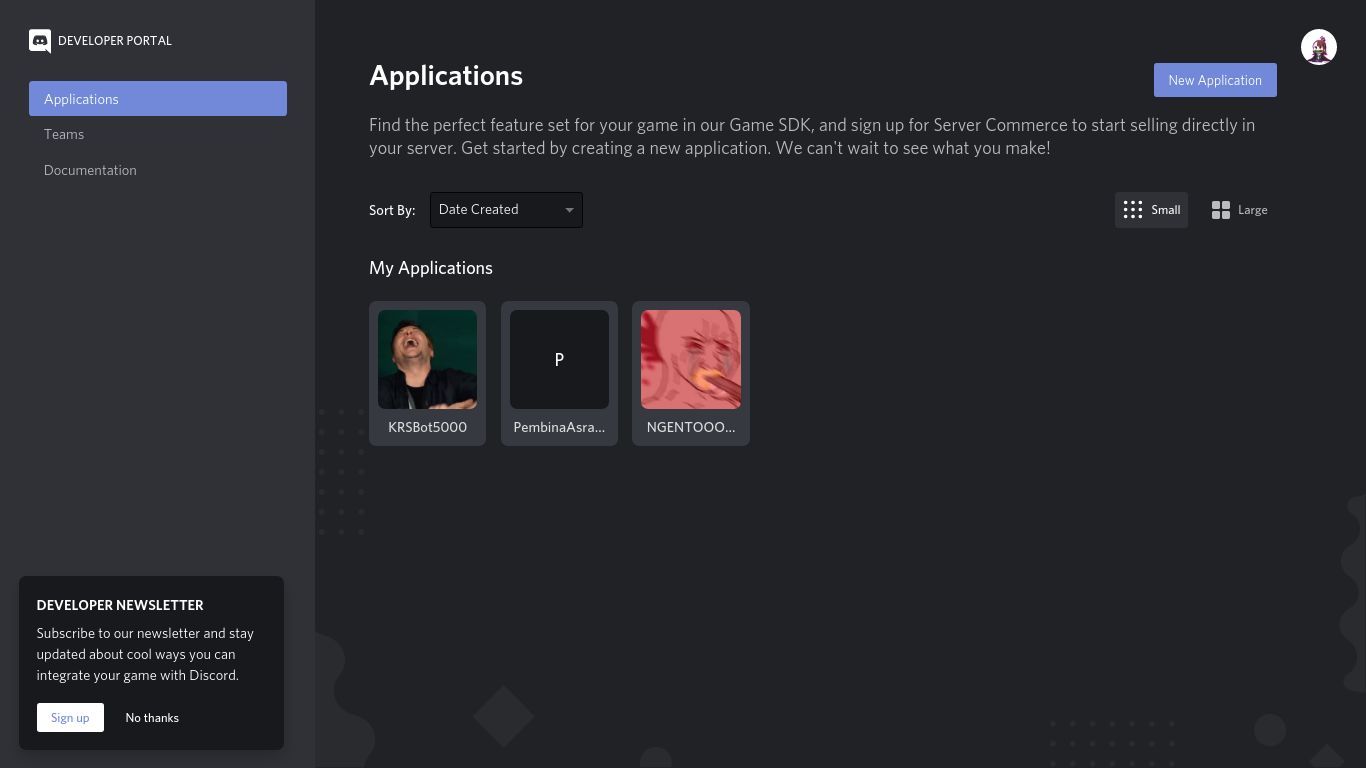 DEVELOPER PORTAL
Applications
Teams
Documentation
Applications
New Application
Find the perfect feature set for your game in our Game SDK, and sign up for Server Commerce to start selling directly in
your server. Get started by creating a new application. We can't wait to see what you make!
Sort By:
Date Created
Small
Large
My Applications
P
KRSBot5000
PembinaAsra...
NGENTOOO...
DEVELOPER NEWSLETTER
Subscribe to our newsletter and stay
updated about cool ways you can
integrate your game with Discord.
Sign up
No thanks